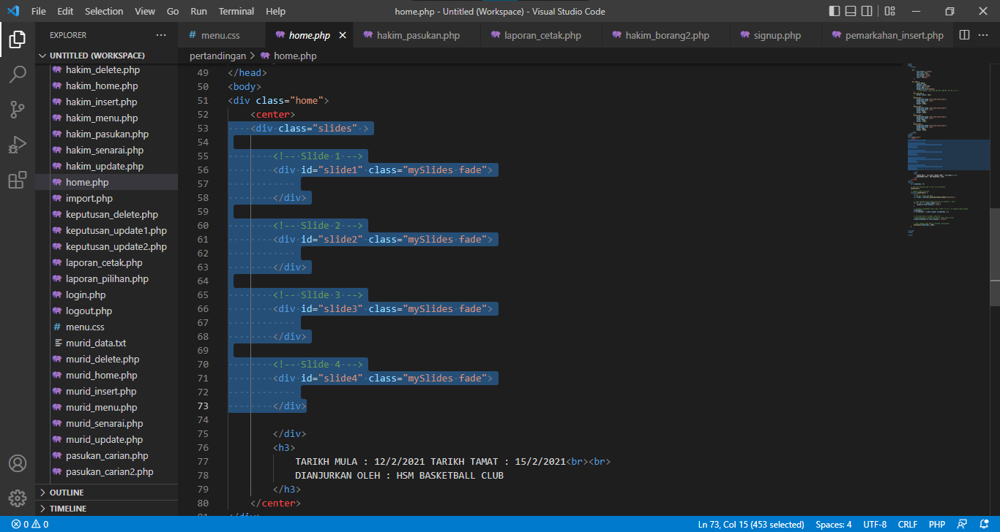 File Edit Selection View Go Run Terminal Help
home.php - Untitled (Workspace) - Visual Studio Code
EXPLORER
UNTITLED (WORKSPACE)
hakim_delete.php
hakim_home.php
hakim_insert.php
hakim_menu.php
hakim_pasukan.php
hakim_senarai.php
hakim_update.php
home.php
import.php
keputusan_delete.php
keputusan_update1.php
keputusan_update2.php
laporan_cetak.php
laporan_pilihan.php
login.php
logout.php
menu.css
murid_data.txt
murid_delete.php
murid_home.php
murid_insert.php
murid_menu.php
murid_senarai.php
murid_update.php
pasukan_carian.php
pasukan_carian2.php
OUTLINE
TIMELINE
menu.css home.php hakim_pasukan.php laporan_cetak.php hakim_borang2.php signup.php pemarkahan_insert.php
pertandingan > home.php
49 </head>
50 <body>
51 <div class="home">
52 <center>
53 <div class="slides" >
54
55 <!-- Slide 1 -->
56 <div id="slide1" class="mySlides fade">
57
58 </div>
59
60 <!-- Slide 2 -->
61 <div id="slide2" class="mySlides fade">
62
63 </div>
64
65 <!-- Slide 3 -->
66 <div id="slide3" class="mySlides fade">
67
68 </div>
69
70 <!-- Slide 4 -->
71 <div id="slide4" class="mySlides fade">
72
73 </div>
74
75 </div>
76 <h3>
77 TARIKH MULA : 12/2/2021 TARIKH TAMAT : 15/2/2021<br><br>
78 DIANJURKAN OLEH : HSM BASKETBALL CLUB
79 </h3>
80 </center>
81 </div>
0 0
Ln 73, Col 15 (453 selected) Spaces: 4 UTF-8 CRLF PHP